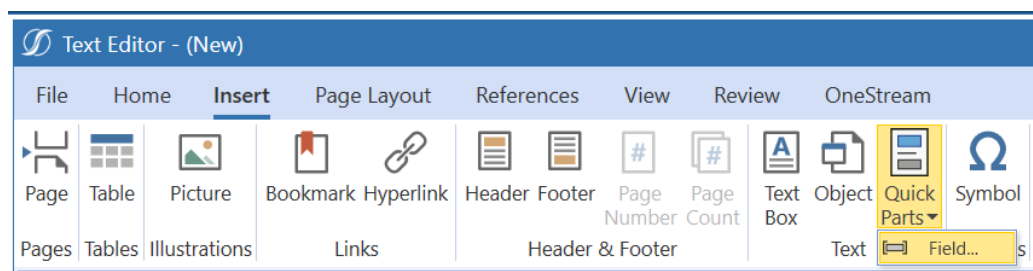 Text Editor - (New)
File Home Insert Page Layout References View Review OneStream
Page Table Picture Bookmark Hyperlink Header Footer Page Number Page Count Text Box Object Quick Parts Symbol
Pages Tables Illustrations Links Header & Footer Text
Field...